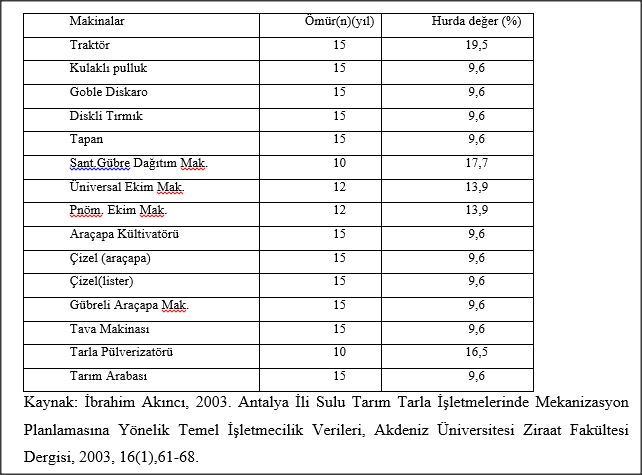 Makinalar Ömür(n)(yıl) Hurda değer (%)
Traktör 15 19,5
Kulaklı pulluk 15 9,6
Goble Diskaro 15 9,6
Diskli Tırmık 15 9,6
Tapan 15 9,6
Sant.Gübre Dağıtım Mak. 10 17,7
Üniversal Ekim Mak. 12 13,9
Pnöm. Ekim Mak. 12 13,9
Araçapa Kültivatörü 15 9,6
Çizel (araçapa) 15 9,6
Çizel(lister) 15 9,6
Gübreli Araçapa Mak. 15 9,6
Tava Makinası 15 9,6
Tarla Pülverizatörü 10 16,5
Tarım Arabası 15 9,6
Kaynak: İbrahim Akıncı, 2003. Antalya İli Sulu Tarım Tarla İşletmelerinde Mekanizasyon
Planlamasına Yönelik Temel İşletmecilik Verileri, Akdeniz Üniversitesi Ziraat Fakültesi
Dergisi, 2003, 16(1),61-68.